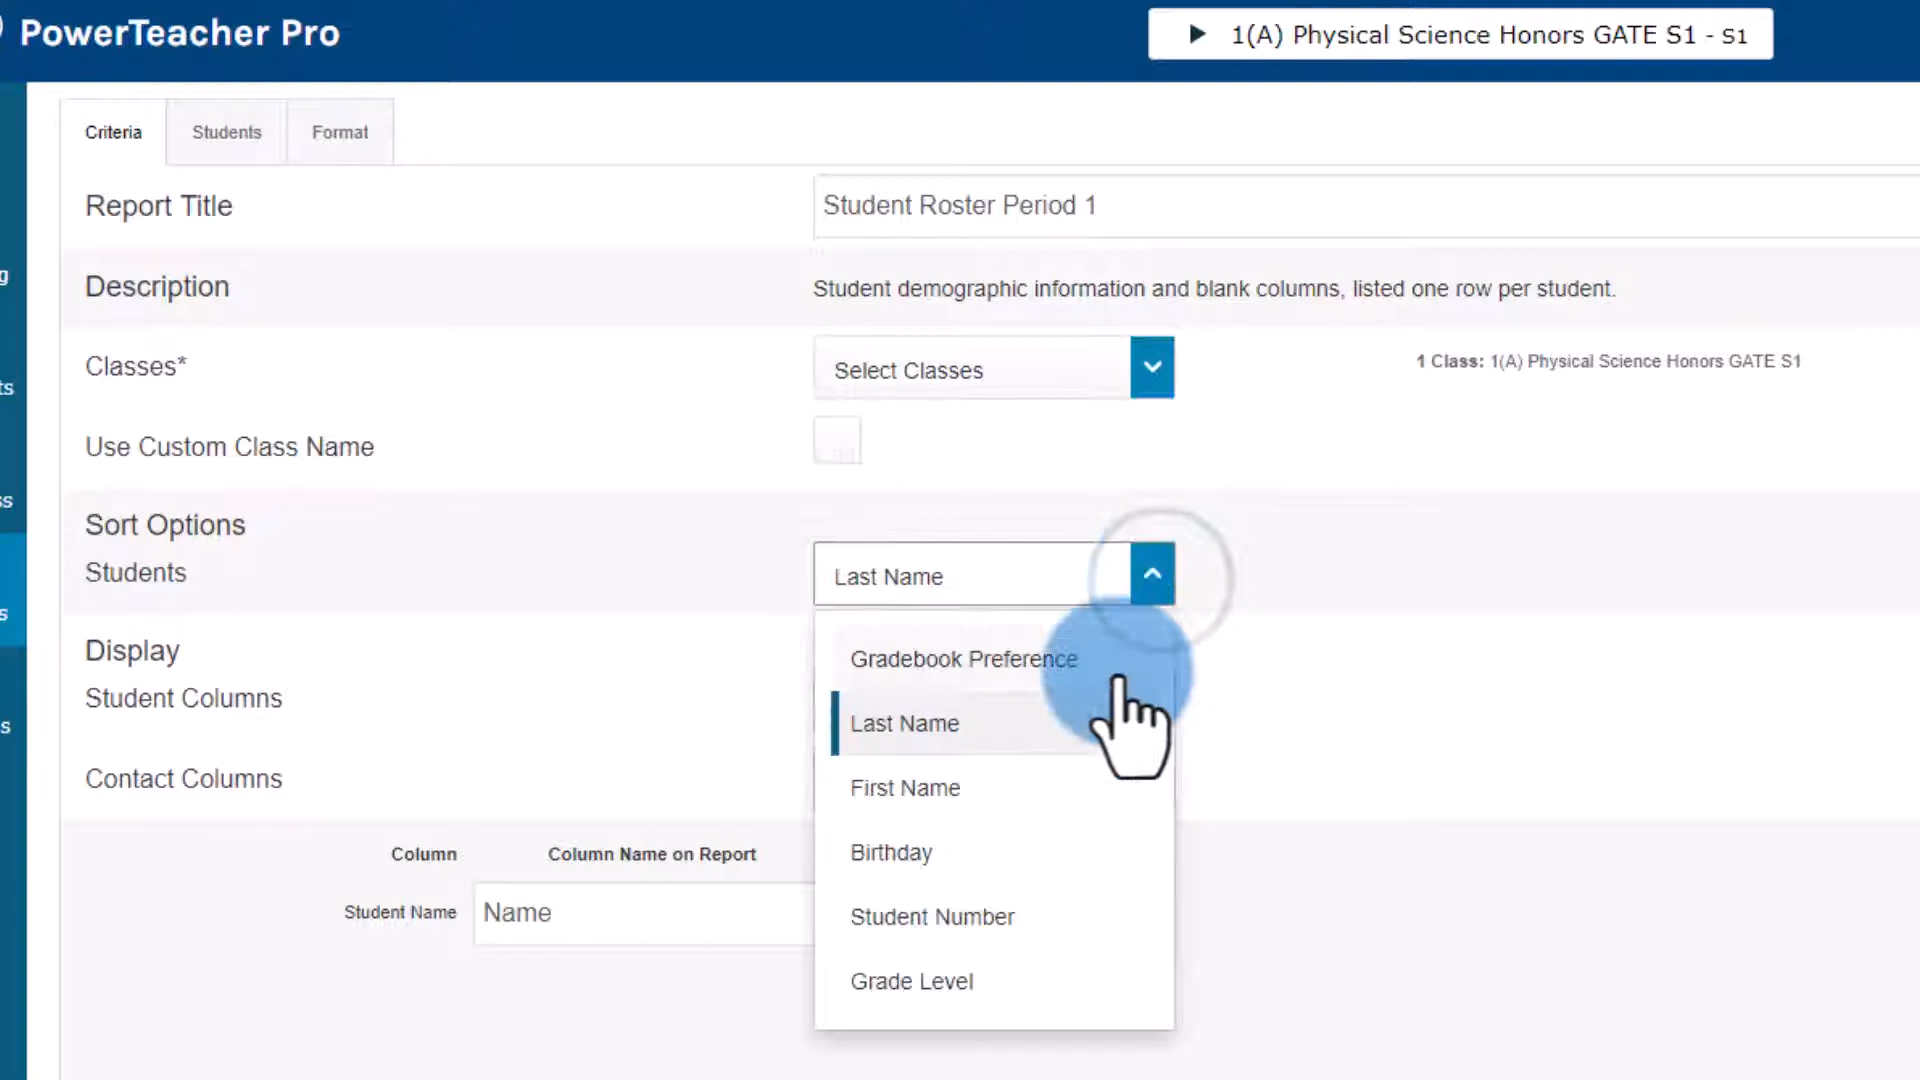 PowerTeacher Pro
1(A) Physical Science Honors GATE S1 - S1
Criteria
Students
Format
Report Title
Student Roster Period 1
Description
Student demographic information and blank columns, listed one row per student.
Classes*
Select Classes
1 Class: 1(A) Physical Science Honors GATE S1
Use Custom Class Name
Sort Options
Students
Last Name
Gradebook Preference
Last Name
First Name
Birthday
Student Number
Grade Level
Display
Student Columns
Contact Columns
Column
Column Name on Report
Student Name
Name